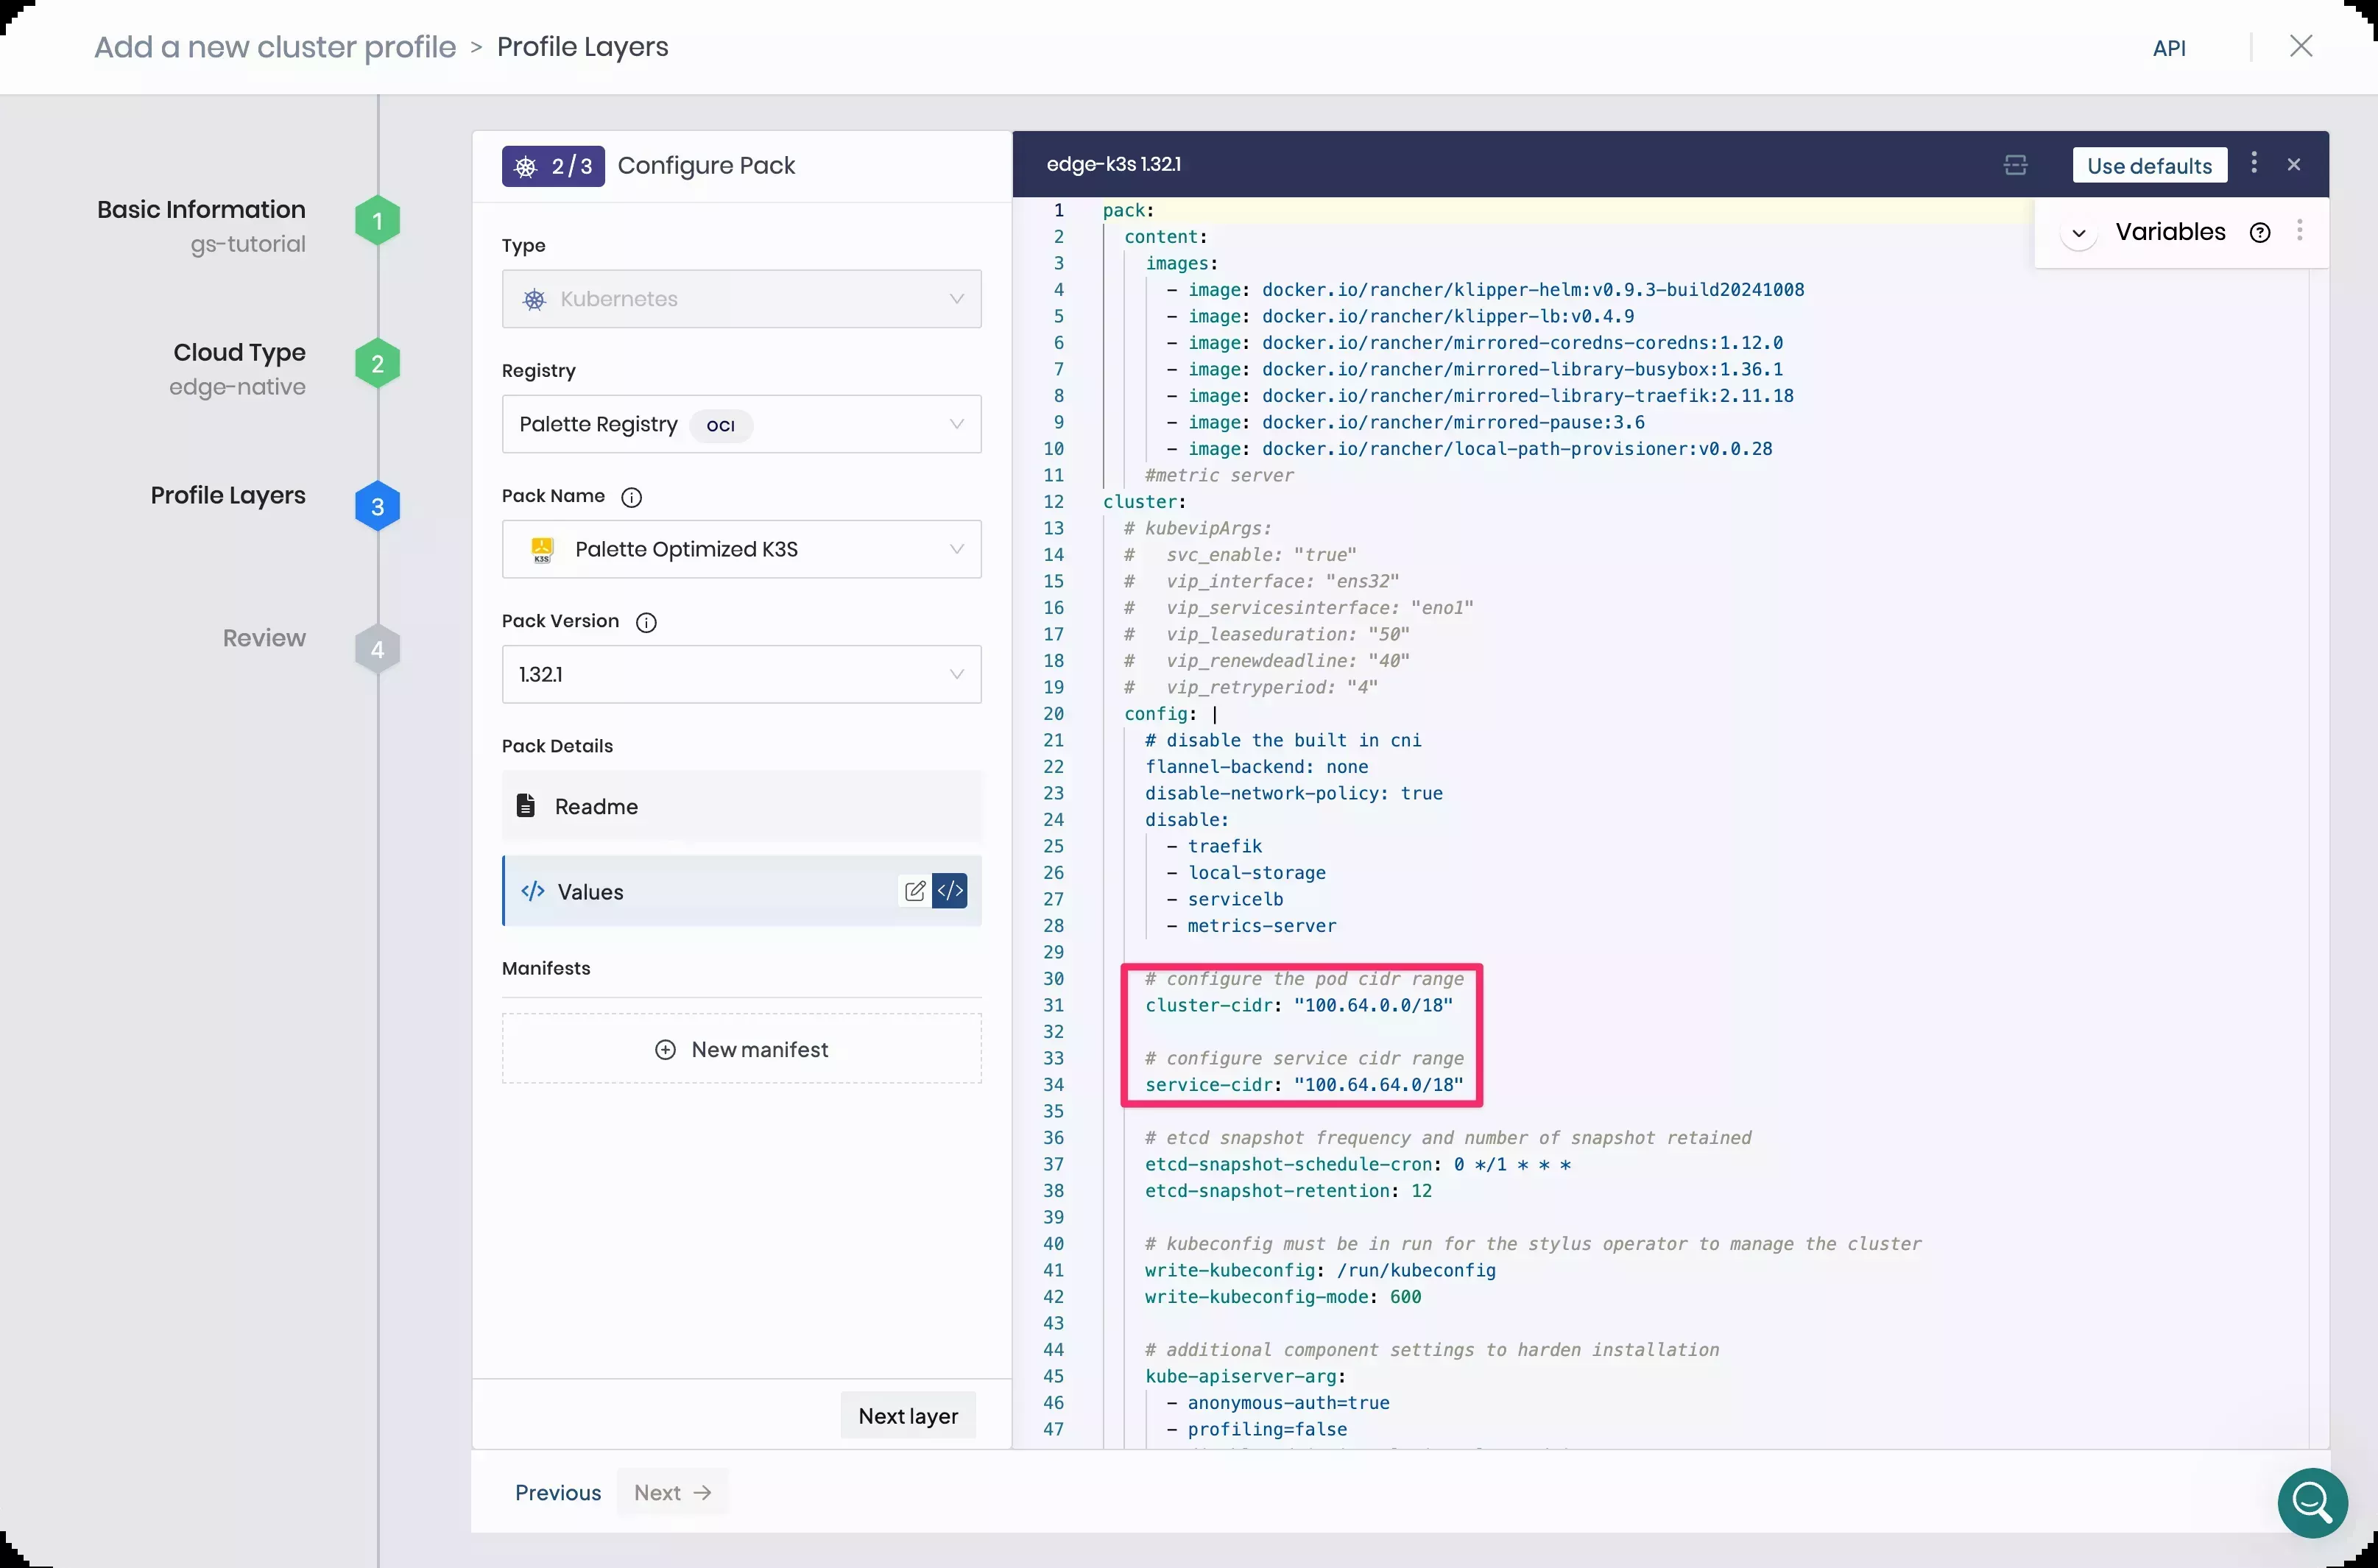 Add a new cluster profile > Profile Layers
API
Basic Information
gs-tutorial
1
Cloud Type
edge-native
2
Profile Layers
3
Review
4
2/3 Configure Pack
Type
Kubernetes
Registry
Palette Registry OCI
Pack Name
K3S Palette Optimized K3S
Pack Version
1.32.1
Pack Details
Readme
</> Values </>
Manifests
New manifest
Next layer
Previous Next →
edge-k3s 1.32.1
Use defaults
Variables
1 pack:
2 content:
3 images:
4 - image: docker.io/rancher/klipper-helm:v0.9.3-build20241008
5 - image: docker.io/rancher/klipper-lb:v0.4.9
6 - image: docker.io/rancher/mirrored-coredns-coredns:1.12.0
7 - image: docker.io/rancher/mirrored-library-busybox:1.36.1
8 - image: docker.io/rancher/mirrored-library-traefik:2.11.18
9 - image: docker.io/rancher/mirrored-pause:3.6
10 - image: docker.io/rancher/local-path-provisioner:v0.0.28
11 #metric server
12 cluster:
13 # kubevipArgs:
14 # svc_enable: "true"
15 # vip_interface: "ens32"
16 # vip_servicesinterface: "eno1"
17 # vip_leaseduration: "50"
18 # vip_renewdeadline: "40"
19 # vip_retryperiod: "4"
20 config: |
21 # disable the built in cni
22 flannel-backend: none
23 disable-network-policy: true
24 disable:
25 - traefik
26 - local-storage
27 - servicelb
28 - metrics-server
29
30 # configure the pod cidr range
31 cluster-cidr: "100.64.0.0/18"
32
33 # configure service cidr range
34 service-cidr: "100.64.64.0/18"
35
36 # etcd snapshot frequency and number of snapshot retained
37 etcd-snapshot-schedule-cron: 0 */1 * * *
38 etcd-snapshot-retention: 12
39
40 # kubeconfig must be in run for the stylus operator to manage the cluster
41 write-kubeconfig: /run/kubeconfig
42 write-kubeconfig-mode: 600
43
44 # additional component settings to harden installation
45 kube-apiserver-arg:
46 - anonymous-auth=true
47 - profiling=false